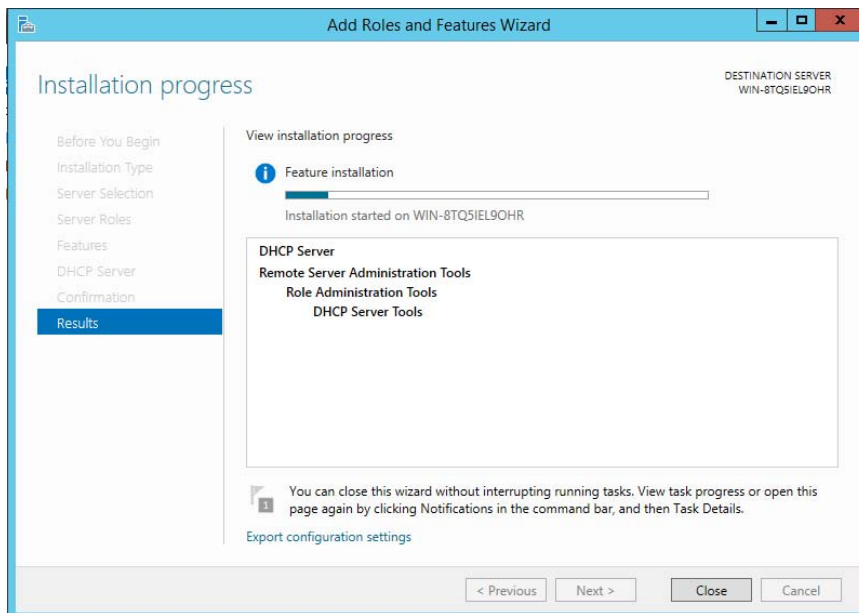 Add Roles and Features Wizard
Installation progress
DESTINATION SERVER
WIN-8TQ5IEL9OHR
Before You Begin
Installation Type
Server Selection
Server Roles
Features
DHCP Server
Confirmation
Results
View installation progress
Feature installation
Installation started on WIN-8TQ5IEL9OHR
DHCP Server
Remote Server Administration Tools
Role Administration Tools
DHCP Server Tools
1
You can close this wizard without interrupting running tasks. View task progress or open this
page again by clicking Notifications in the command bar, and then Task Details.
Export configuration settings
< Previous
Next >
Close
Cancel